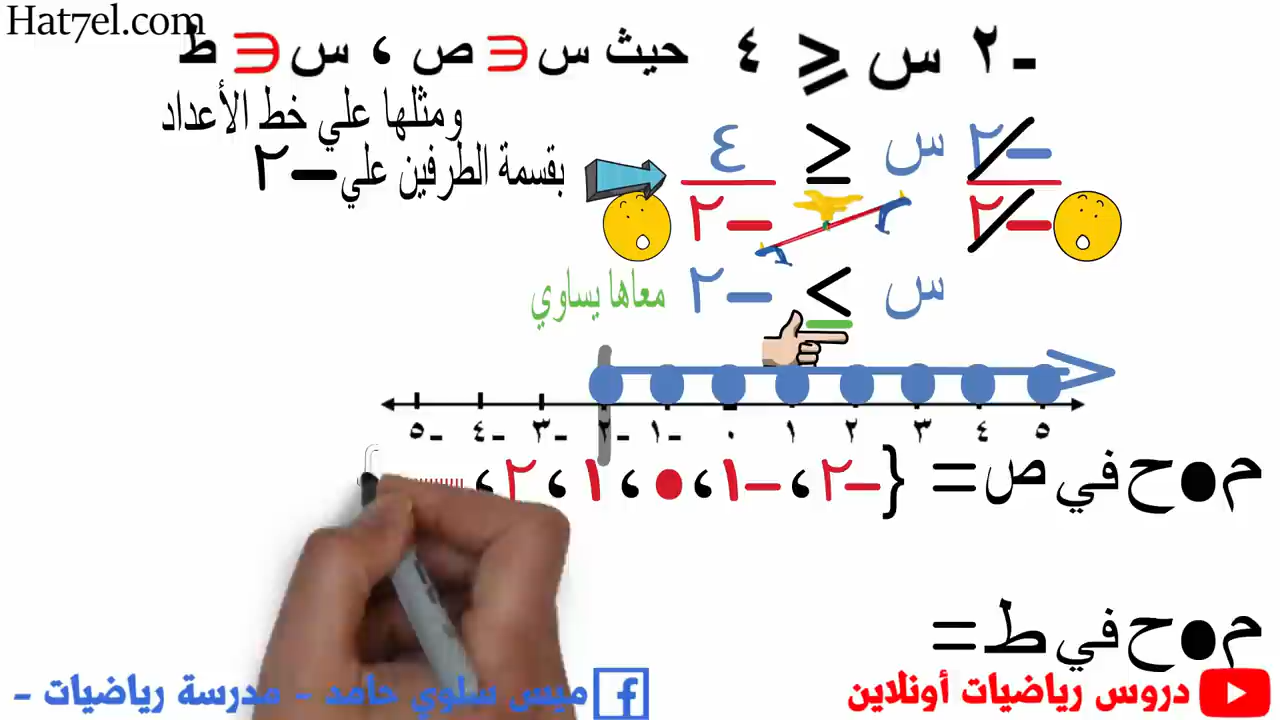 Hat7el.com
-٢ س ⩽ ٤ حيث س ∈ ص ، س ∈ ط
ومثلها علي خط الأعداد
-٢ س ≤ ٤
بقسمة الطرفين علي -٢
-٢ -٢
س ≥ -٢ معاها يساوي
-٥ -٤ -٣ -٢ -١ ٠ ١ ٢ ٣ ٤ ٥
م.ح في ص = {-٢، -١، ٠، ١، ٢، ........
م.ح في ط =
دروس رياضيات أونلاين ميس سلوي حامد - مدرسة رياضيات -